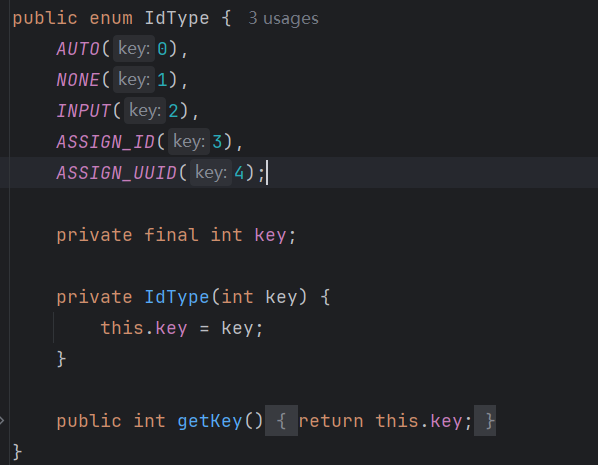 public enum IdType { 3 usages
    AUTO( key: 0),
    NONE( key: 1),
    INPUT( key: 2),
    ASSIGN_ID( key: 3),
    ASSIGN_UUID( key: 4);
    private final int key;
    private IdType(int key) {
        this.key = key;
    }
    public int getKey() { return this.key; }
}